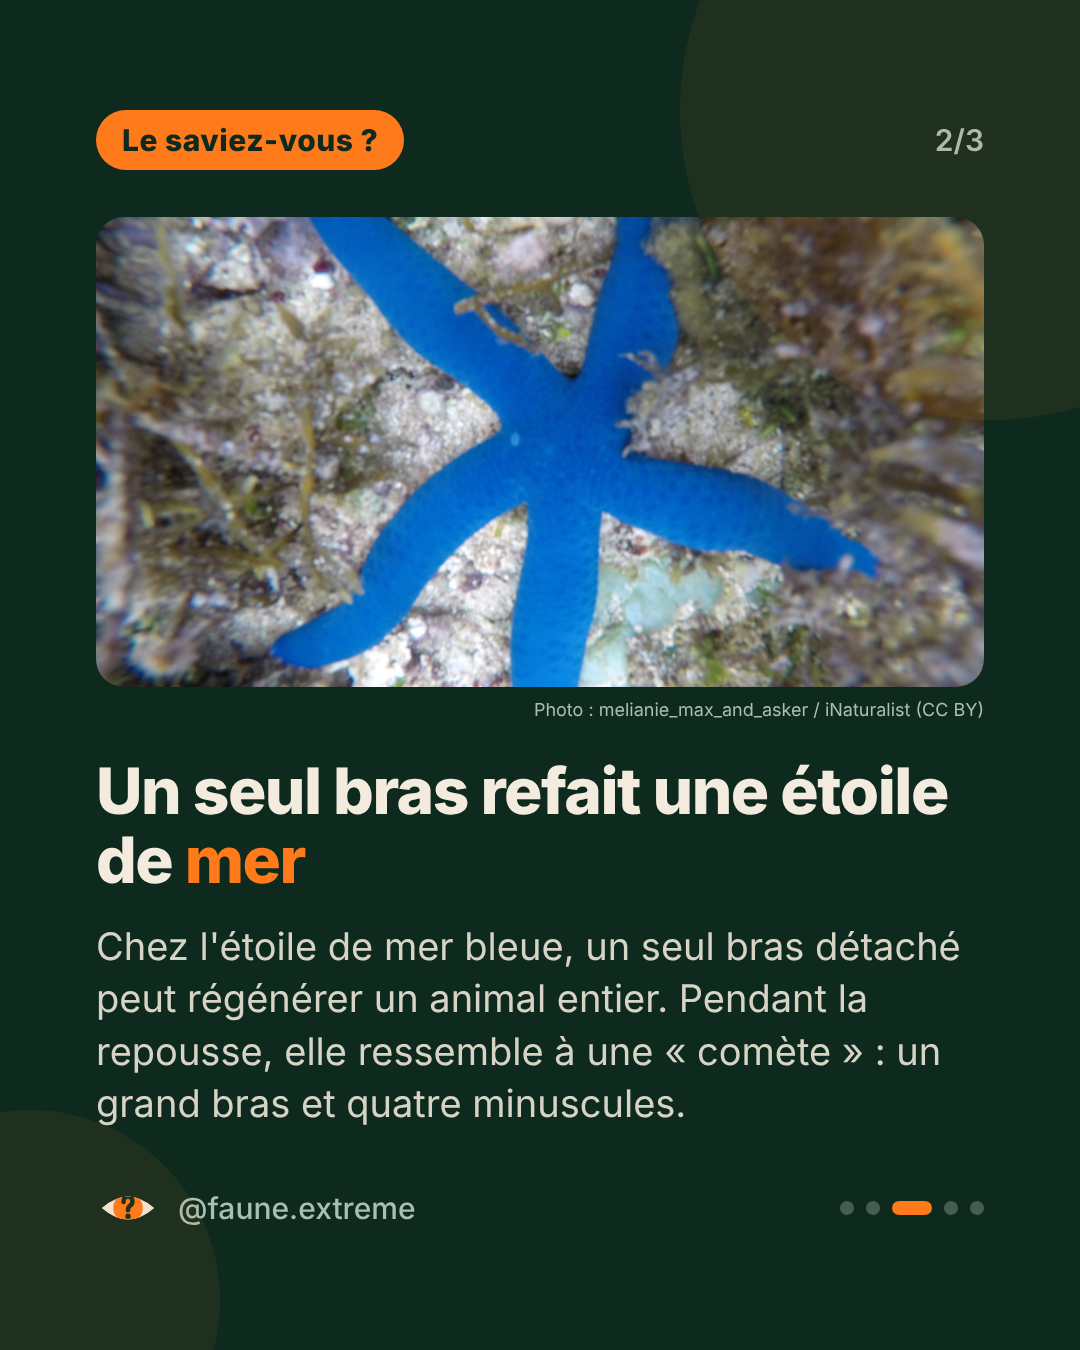 Le saviez-vous ?
2/3
Photo : melianie_max_and_asker / iNaturalist (CC BY)
Un seul bras refait une étoile
de mer
Chez l'étoile de mer bleue, un seul bras détaché
peut régénérer un animal entier. Pendant la
repousse, elle ressemble à une « comète » : un
grand bras et quatre minuscules.
?
@faune.extreme